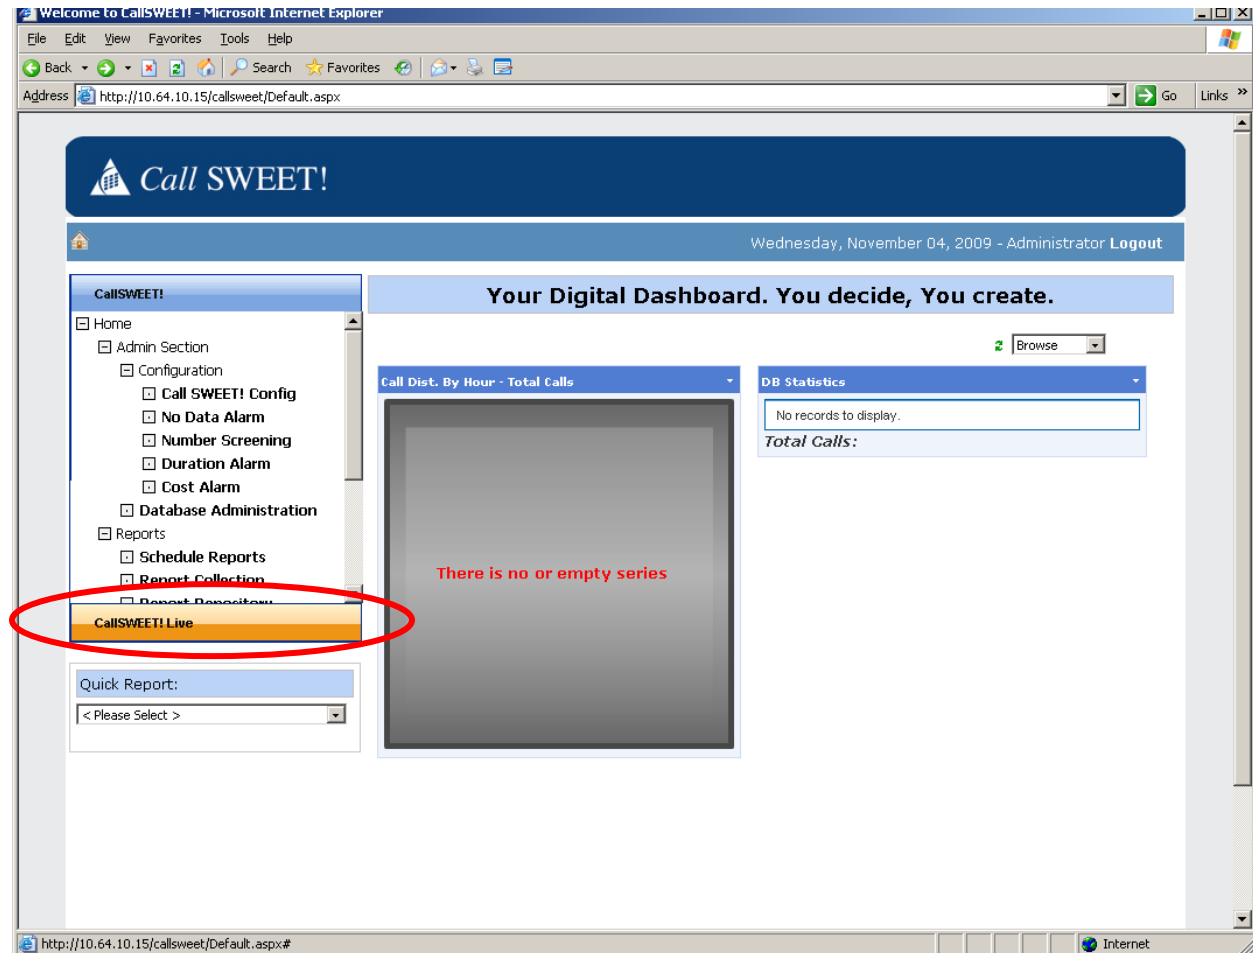 Welcome to CallSWEET! - Microsoft Internet Explorer
File Edit View Favorites Tools Help
Back Search Favorites
Address http://10.64.10.15/callsweet/Default.aspx Go Links »
Call SWEET!
Wednesday, November 04, 2009 - Administrator Logout
CallSWEET!
Your Digital Dashboard. You decide, You create.
Home
Browse
Admin Section
Configuration
Call SWEET! Config
No Data Alarm
Number Screening
Duration Alarm
Cost Alarm
Database Administration
Reports
Schedule Reports
Report Collection
Report Repository
CallSWEET! Live
Quick Report:
< Please Select >
Call Dist. By Hour - Total Calls
There is no or empty series
DB Statistics
No records to display.
Total Calls:
http://10.64.10.15/callsweet/Default.aspx#
Internet